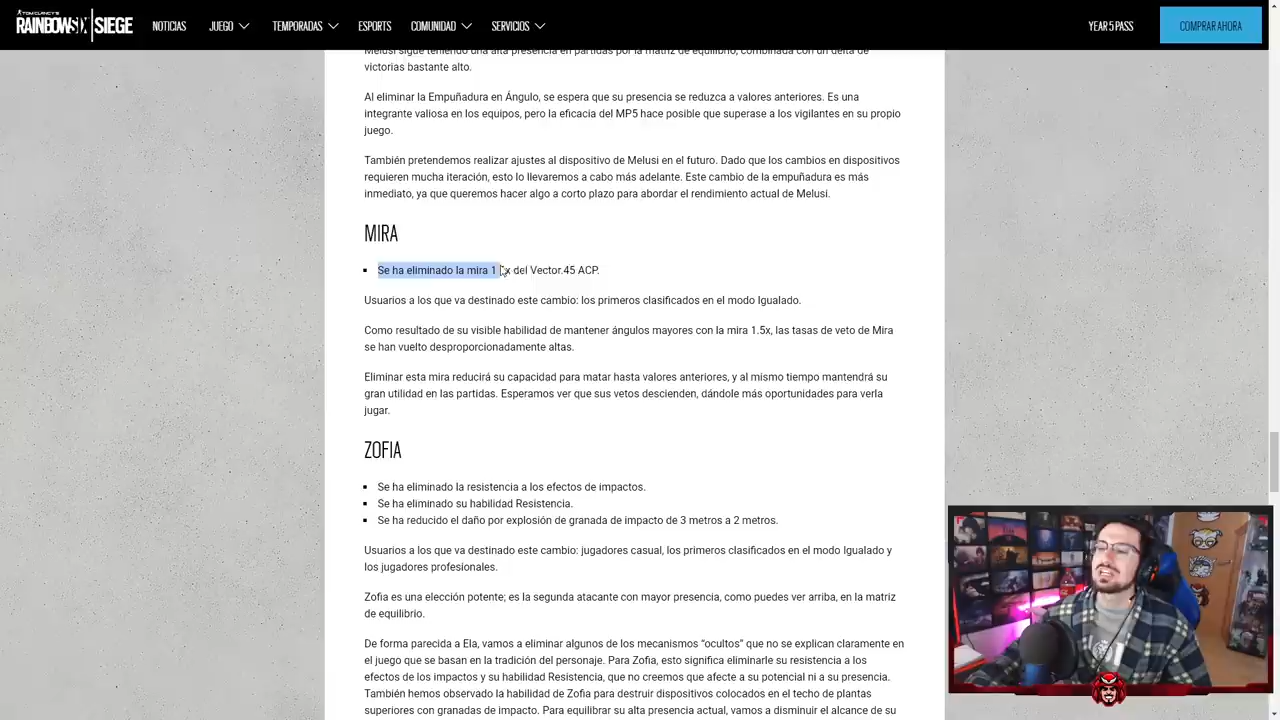 TOM CLANCY'S
RAINBOWSIX SIEGE
NOTICIAS
JUEGO
TEMPORADAS
ESPORTS
COMUNIDAD
SERVICIOS
YEAR 5 PASS
COMPRAR AHORA
Melusi sigue teniendo una alta presencia en partidas por la matriz de equilibrio, combinada con un delta de
victorias bastante alto.
Al eliminar la Empuñadura en Ángulo, se espera que su presencia se reduzca a valores anteriores. Es una
integrante valiosa en los equipos, pero la eficacia del MP5 hace posible que superase a los vigilantes en su propio
juego.
También pretendemos realizar ajustes al dispositivo de Melusi en el futuro. Dado que los cambios en dispositivos
requieren mucha iteración, esto lo llevaremos a cabo más adelante. Este cambio de la empuñadura es más
inmediato, ya que queremos hacer algo a corto plazo para abordar el rendimiento actual de Melusi.
MIRA
Se ha eliminado la mira 1 x del Vector.45 ACP.
Usuarios a los que va destinado este cambio: los primeros clasificados en el modo Igualado.
Como resultado de su visible habilidad de mantener ángulos mayores con la mira 1.5x, las tasas de veto de Mira
se han vuelto desproporcionadamente altas.
Eliminar esta mira reducirá su capacidad para matar hasta valores anteriores, y al mismo tiempo mantendrá su
gran utilidad en las partidas. Esperamos ver que sus vetos descienden, dándole más oportunidades para verla
jugar.
ZOFIA
Se ha eliminado la resistencia a los efectos de impactos.
Se ha eliminado su habilidad Resistencia.
Se ha reducido el daño por explosión de granada de impacto de 3 metros a 2 metros.
Usuarios a los que va destinado este cambio: jugadores casual, los primeros clasificados en el modo Igualado y
los jugadores profesionales.
Zofia es una elección potente; es la segunda atacante con mayor presencia, como puedes ver arriba, en la matriz
de equilibrio.
De forma parecida a Ela, vamos a eliminar algunos de los mecanismos “ocultos” que no se explican claramente en
el juego que se basan en la tradición del personaje. Para Zofia, esto significa eliminarle su resistencia a los
efectos de los impactos y su habilidad Resistencia, que no creemos que afecte a su potencial ni a su presencia.
También hemos observado la habilidad de Zofia para destruir dispositivos colocados en el techo de plantas
superiores con granadas de impacto. Para equilibrar su alta presencia actual, vamos a disminuir el alcance de su